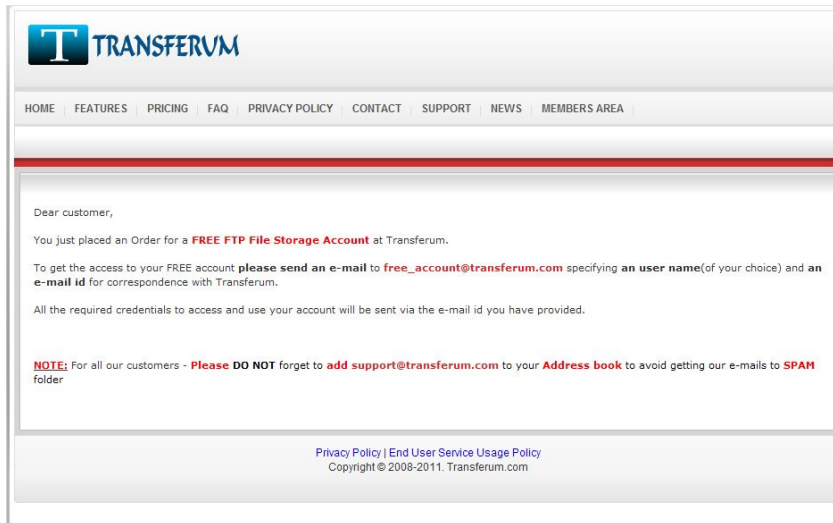 T TRANSFERUM
HOME FEATURES PRICING FAQ PRIVACY POLICY CONTACT SUPPORT NEWS MEMBERS AREA
Dear customer,
You just placed an Order for a FREE FTP File Storage Account at Transferum.
To get the access to your FREE account please send an e-mail to free_account@transferum.com specifying an user name(of your choice) and an
e-mail id for correspondence with Transferum.
All the required credentials to access and use your account will be sent via the e-mail id you have provided.
NOTE: For all our customers - Please DO NOT forget to add support@transferum.com to your Address book to avoid getting our e-mails to SPAM
folder
Privacy Policy | End User Service Usage Policy
Copyright © 2008-2011. Transferum.com